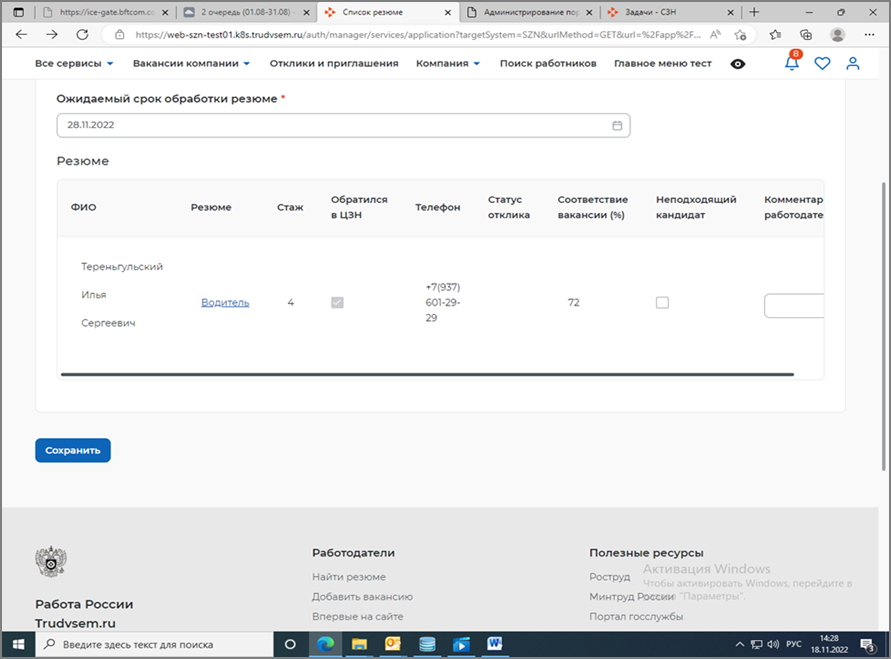 https://ice-gate.bftcom.co
2 очередь (01.08-31.08)
Список резюме
Администрирование пор
Задачи - СЗН
https://web-szn-test01.k8s.trudvsem.ru/auth/manager/services/application?targetSystem=SZN&urlMethod=GET&url=%2Fapp%2F...
Все сервисы
Вакансии компании
Отклики и приглашения
Компания
Поиск работников
Главное меню тест
8
Ожидаемый срок обработки резюме *
28.11.2022
Резюме
ФИО
Резюме
Стаж
Обратился
в ЦЗН
Телефон
Статус
отклика
Соответствие
вакансии (%)
Неподходящий
кандидат
Комментар
работодате
Тереньгульский
Илья
Сергеевич
Водитель
4
+7(937)
601-29-
29
72
Сохранить
Работа России
Trudvsem.ru
Работодатели
Найти резюме
Добавить вакансию
Впервые на сайте
Полезные ресурсы
Роструд
Минтруд России
Портал госслужбы
Активация Windows
Чтобы активировать Windows, перейдите в
"Параметры".
Введите здесь текст для поиска
РУС
14:28
18.11.2022
3